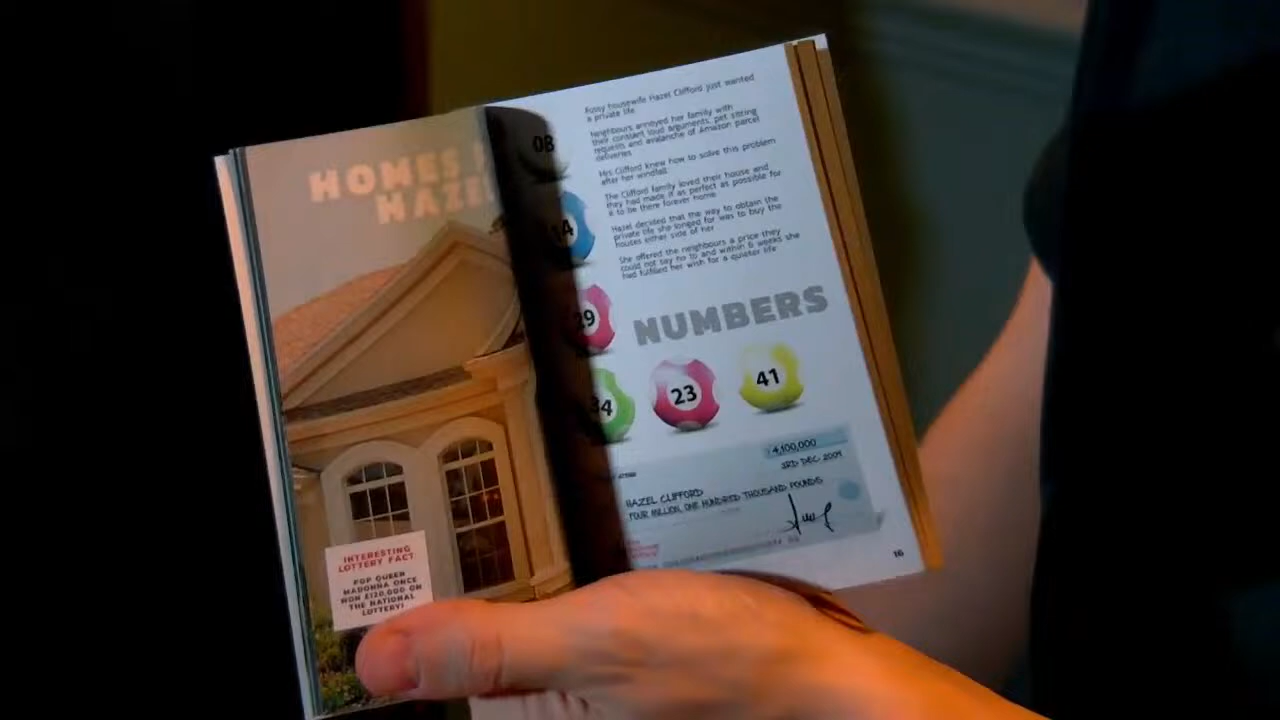 HOMES
HAZE
INTERESTING
LOTTERY FACT
POP QUEEN
MADONNA ONCE
WON £120,000 ON
THE NATIONAL
LOTTERY!
Fussy housewife Hazel Clifford just wanted
a private life
Neighbours annoyed her family with
their constant loud arguments, pet sitting
requests and avalanche of Amazon parcel
deliveries
Mrs Clifford knew how to solve this problem
after her windfall
The Clifford family loved their house and
they had made it as perfect as possible for
it to be there forever home
Hazel decided that the way to obtain the
private life she longed for was to buy the
houses either side of her
She offered the neighbours a price they
could not say no to and within 6 weeks she
had fulfilled her wish for a quieter life
08
14
29
NUMBERS
34
23
41
4,100,000
3RD DEC 2009
HAZEL CLIFFORD
FOUR MILLION ONE HUNDRED THOUSAND POUNDS
16